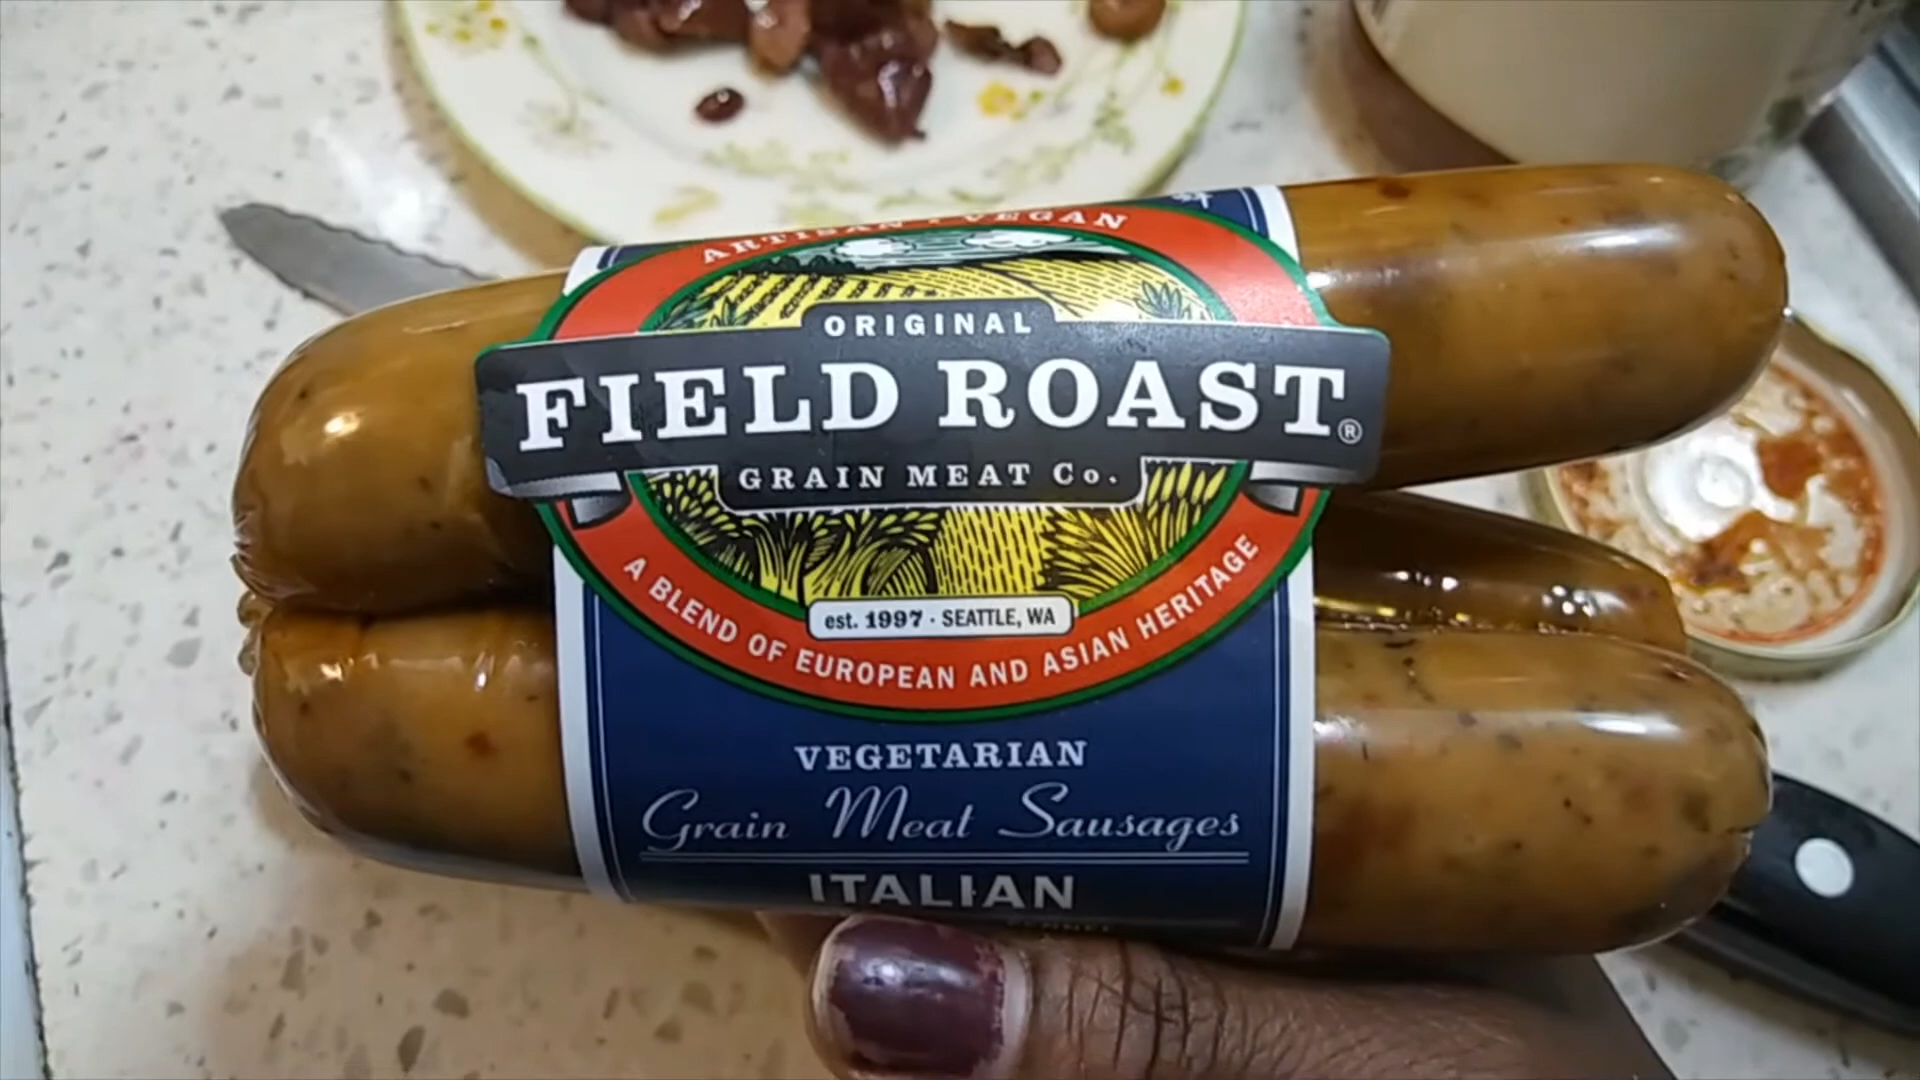 ARTISAN VEGAN
ORIGINAL
FIELD ROAST®
GRAIN MEAT Co.
est. 1997 · SEATTLE, WA
A BLEND OF EUROPEAN AND ASIAN HERITAGE
VEGETARIAN
Grain Meat Sausages
ITALIAN